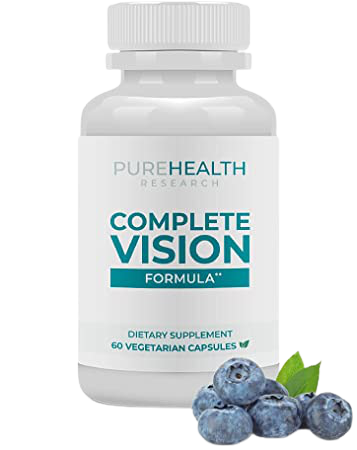 PUREHEALTH
RESEARCH
COMPLETE
VISION
FORMULA**
DIETARY SUPPLEMENT
60 VEGETARIAN CAPSULES